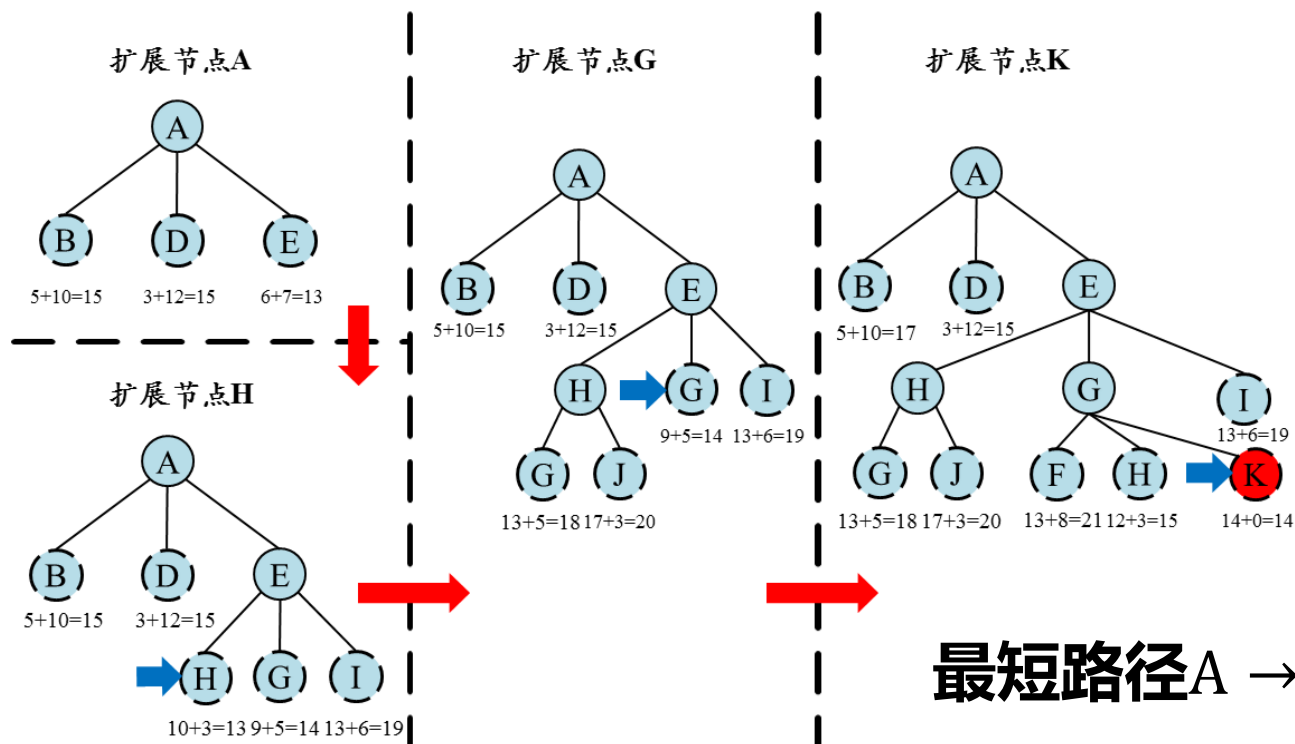 扩展节点A
A
B D E
5+10=15 3+12=15 6+7=13
扩展节点H
A
B D E
5+10=15 3+12=15
H G I
10+3=13 9+5=14 13+6=19
扩展节点G
A
B D E
5+10=15 3+12=15
H G I
9+5=14 13+6=19
G J
13+5=18 17+3=20
扩展节点K
A
B D E
5+10=17 3+12=15
H G I
13+6=19
G J F H K
13+5=18 17+3=20 13+8=21 12+3=15 14+0=14
最短路径A →